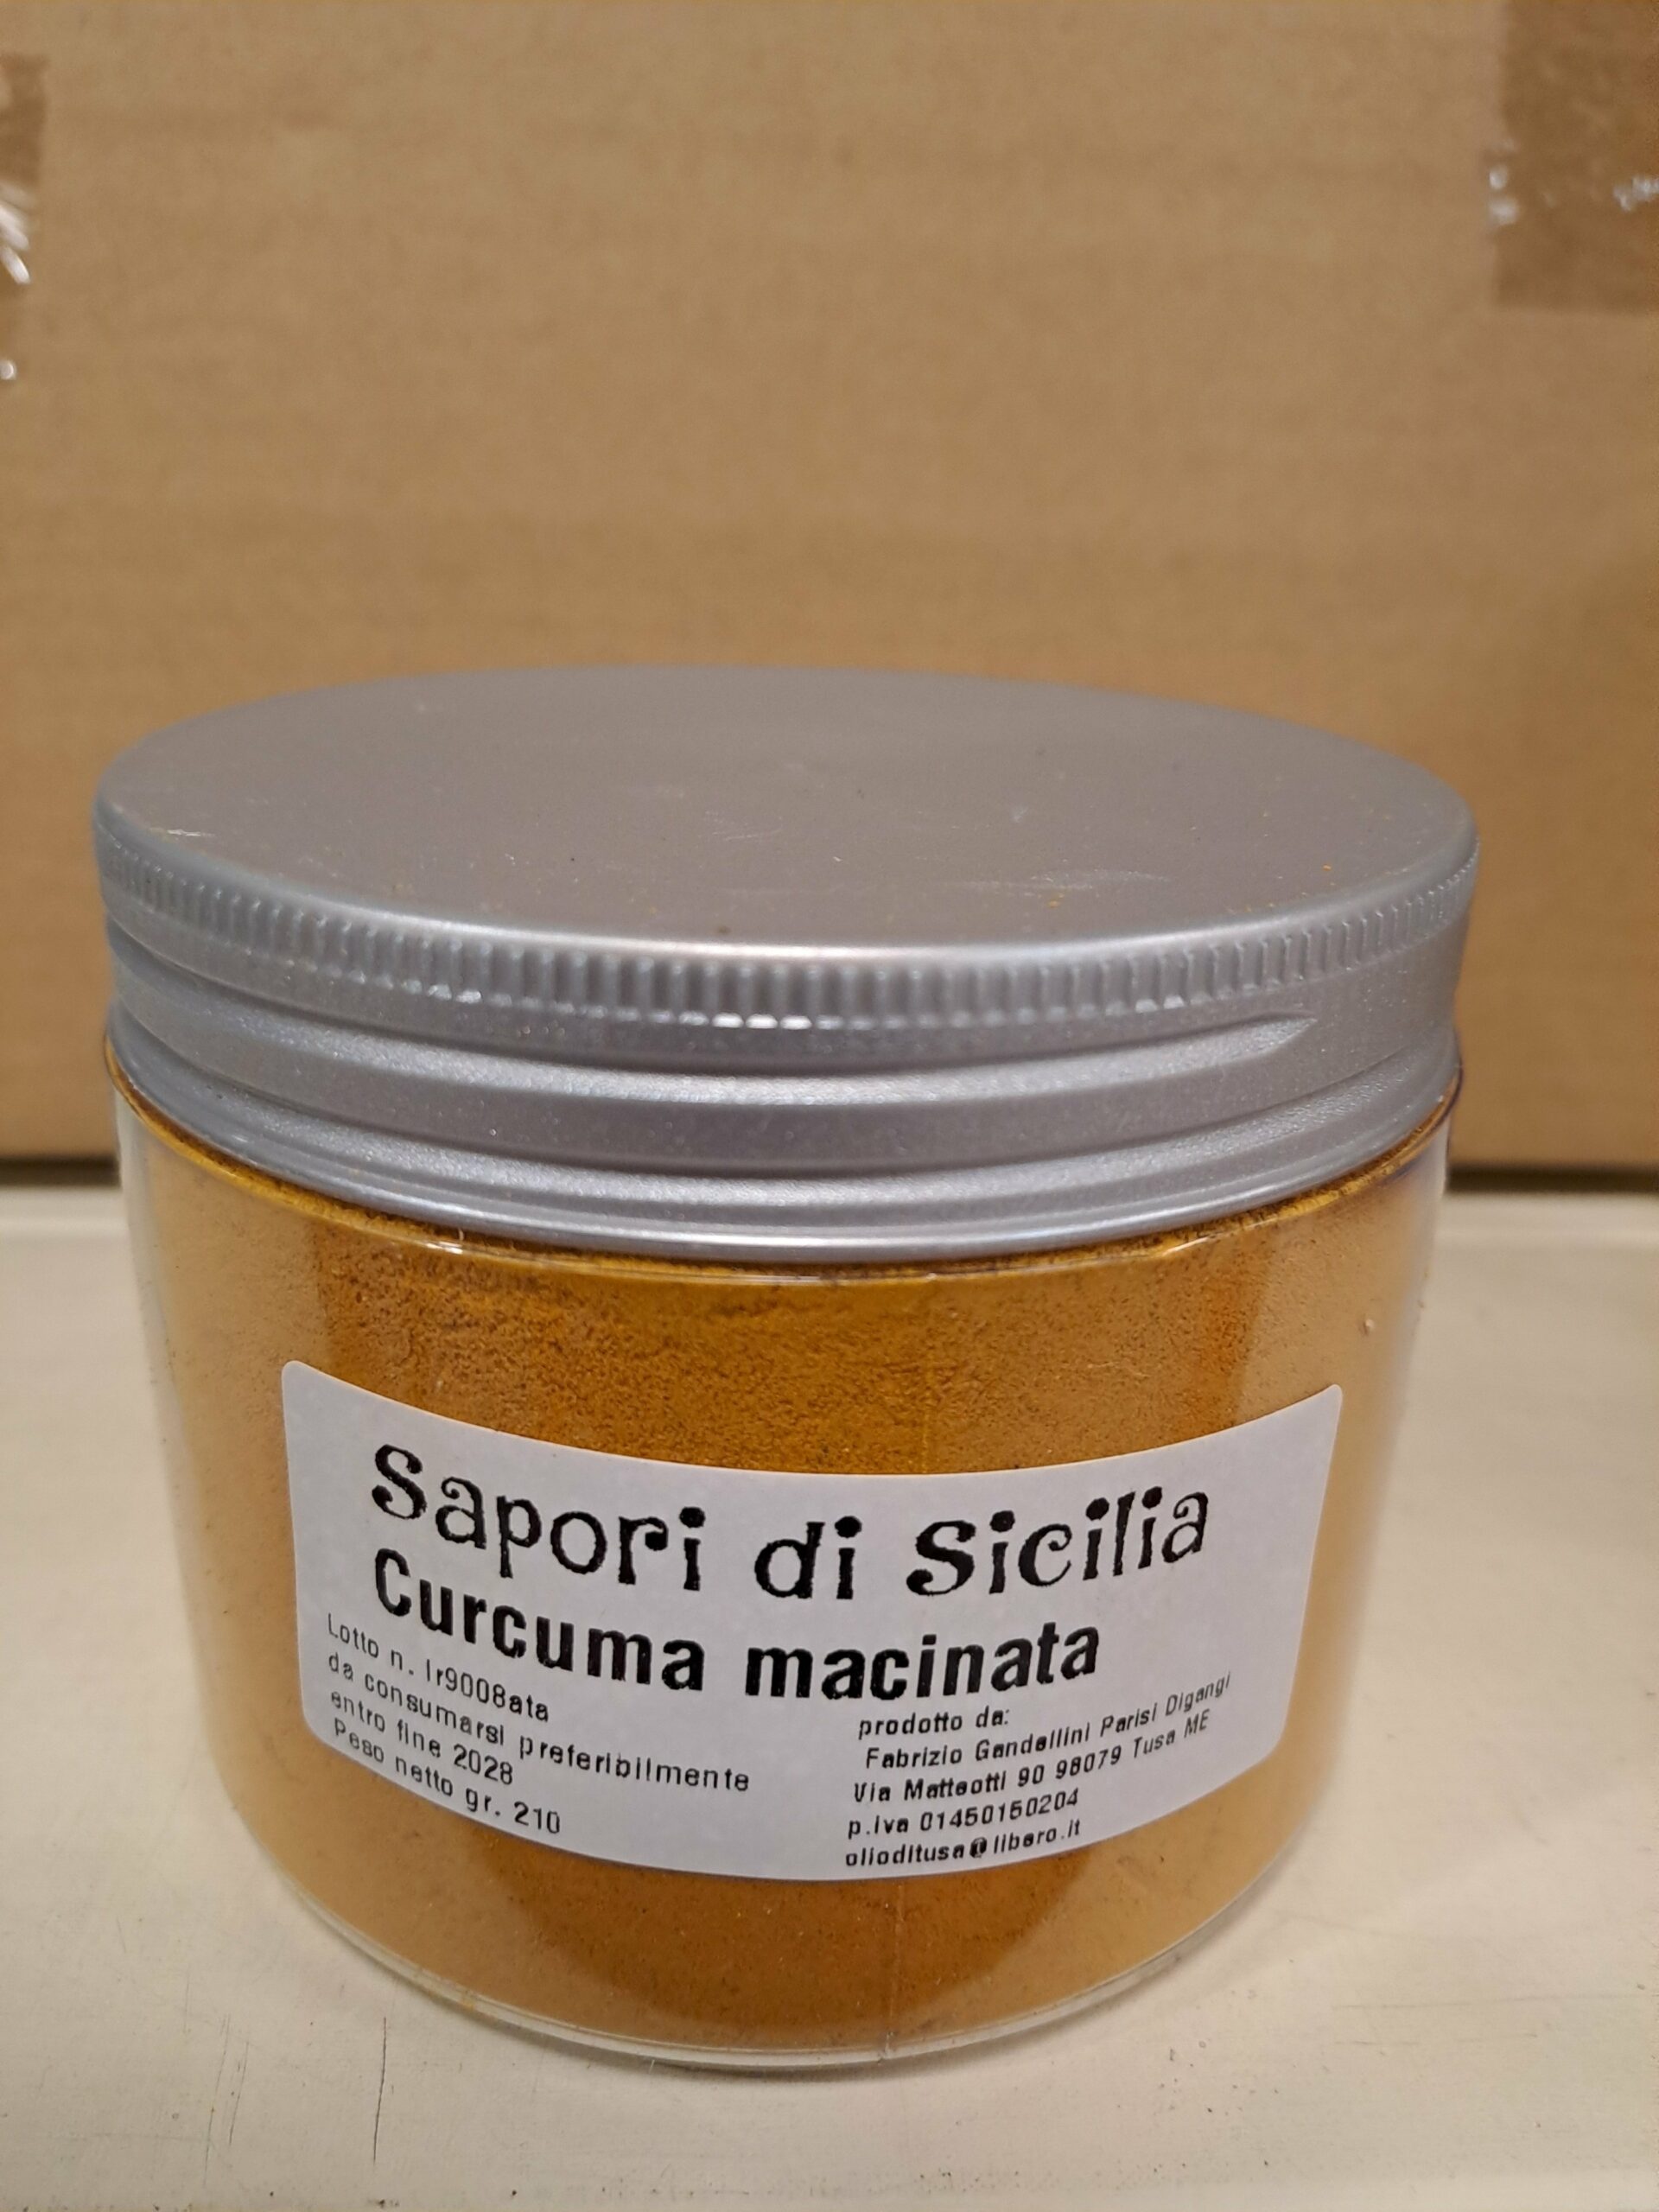 Sapori di Sicilia
Curcuma macinata
Lotto n. lr9008ata
da consumarsi preferibilmente
entro fine 2028
Peso netto gr. 210
prodotto da:
Fabrizio Gandellini Parisi Digangi
Via Matteotti 90 98079 Tusa ME
p.iva 01450150204
olioditusa@libero.it